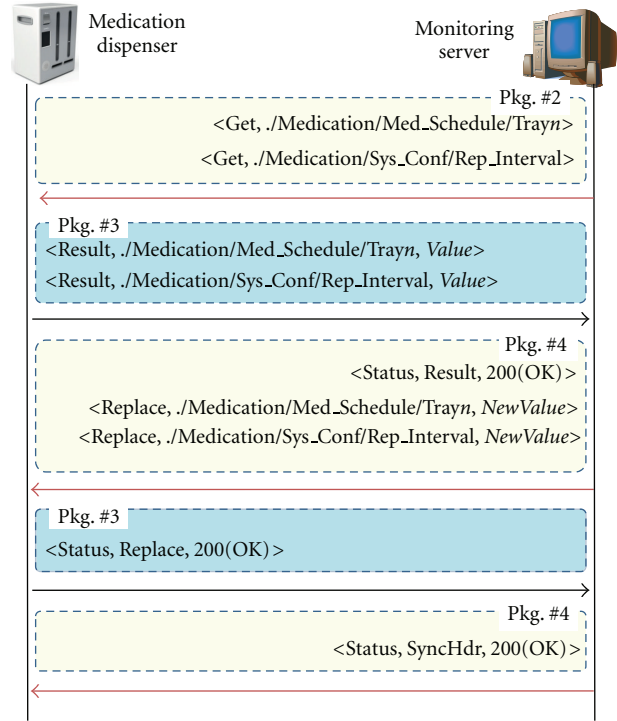 Medication
dispenser
Monitoring
server
Pkg. #2
<Get, ./Medication/Med_Schedule/Trayn>
<Get, ./Medication/Sys_Conf/Rep_Interval>
Pkg. #3
<Result, ./Medication/Med_Schedule/Trayn, Value>
<Result, ./Medication/Sys_Conf/Rep_Interval, Value>
Pkg. #4
<Status, Result, 200(OK)>
<Replace, ./Medication/Med_Schedule/Trayn, NewValue>
<Replace, ./Medication/Sys_Conf/Rep_Interval, NewValue>
Pkg. #3
<Status, Replace, 200(OK)>
Pkg. #4
<Status, SyncHdr, 200(OK)>